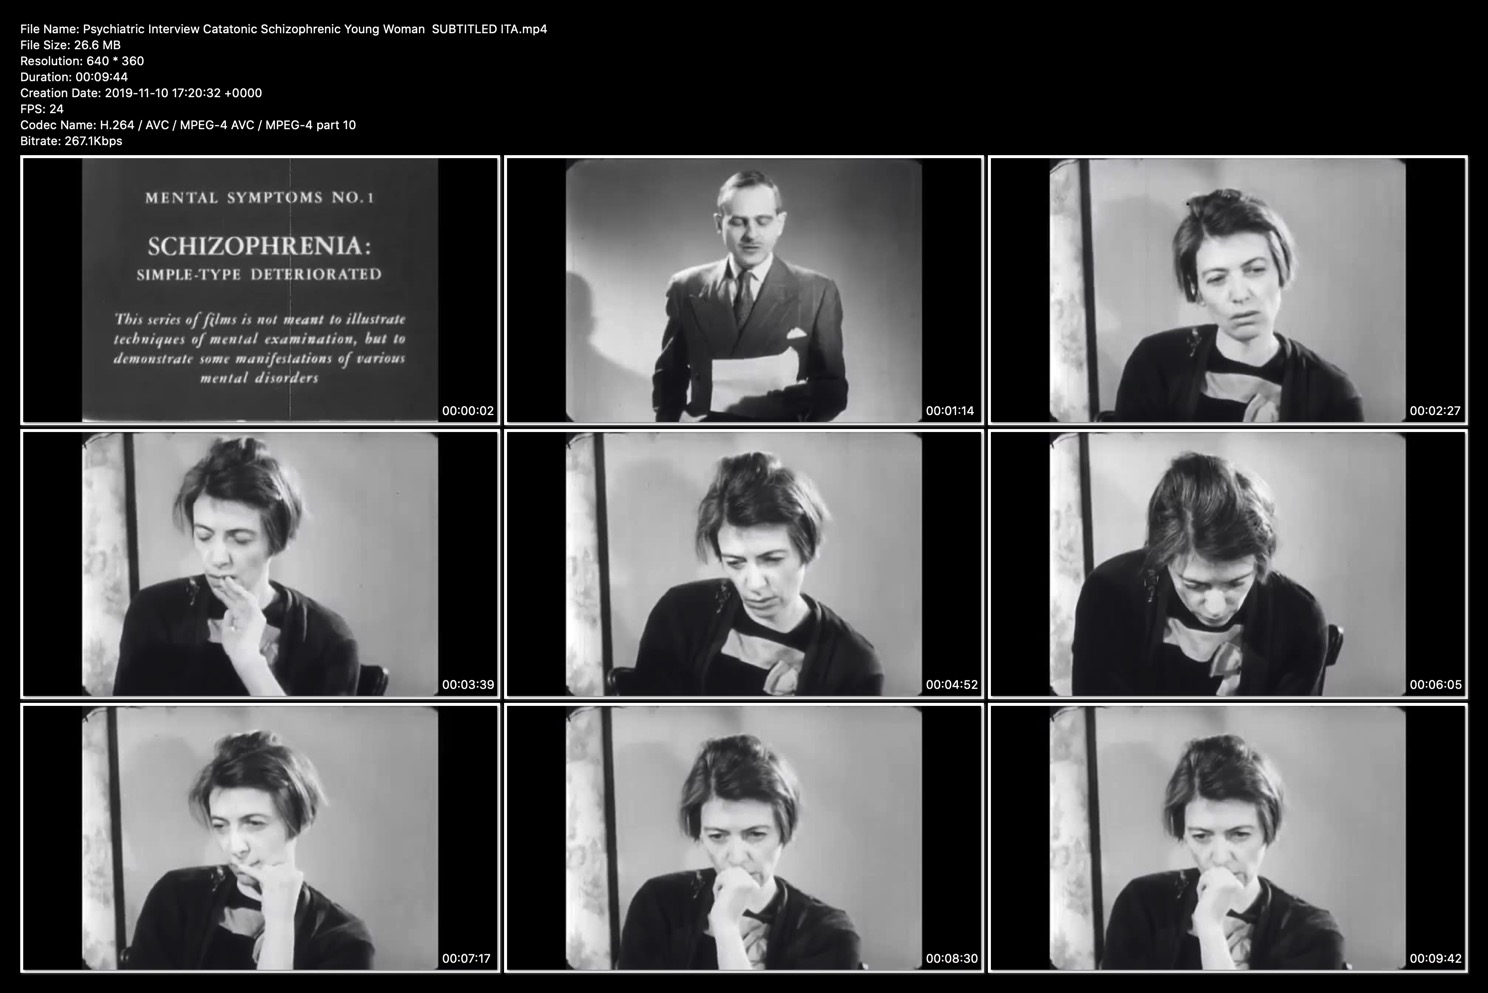 File Name: Psychiatric Interview Catatonic Schizophrenic Young Woman  SUBTITLED ITA.mp4
File Size: 26.6 MB
Resolution: 640 * 360
Duration: 00:09:44
Creation Date: 2019-11-10 17:20:32 +0000
FPS: 24
Codec Name: H.264 / AVC / MPEG-4 AVC / MPEG-4 part 10
Bitrate: 267.1Kbps
MENTAL SYMPTOMS NO.1
SCHIZOPHRENIA:
SIMPLE-TYPE DETERIORATED
This series of films is not meant to illustrate
techniques of mental examination, but to
demonstrate some manifestations of various
mental disorders
00:00:02
00:01:14
00:02:27
00:03:39
00:04:52
00:06:05
00:07:17
00:08:30
00:09:42